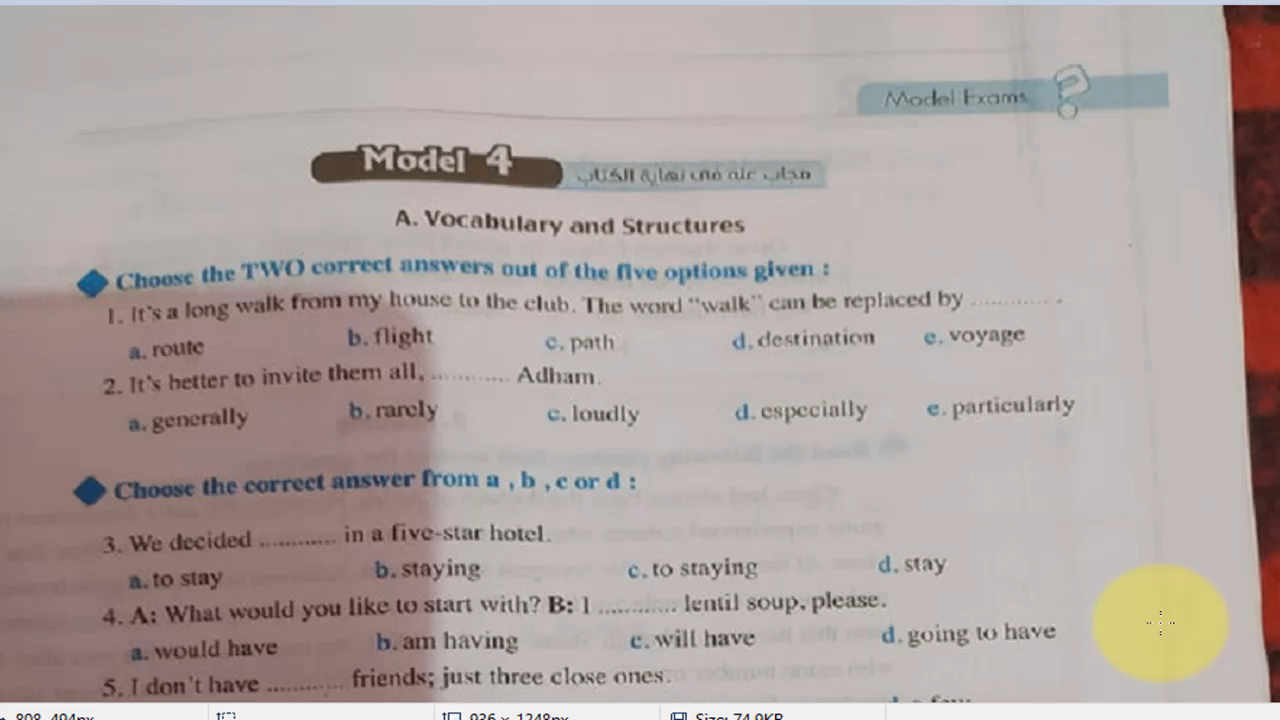 Model Exams
Model 4
مجاب عنه فى نهاية الكتاب
A. Vocabulary and Structures
Choose the TWO correct answers out of the five options given :
1. It's a long walk from my house to the club. The word "walk" can be replaced by ............ .
a. route b. flight c. path d. destination e. voyage
2. It's better to invite them all, ............ Adham.
a. generally b. rarely c. loudly d. especially e. particularly
Choose the correct answer from a , b , c or d :
3. We decided ............ in a five-star hotel.
a. to stay b. staying c. to staying d. stay
4. A: What would you like to start with? B: I ............ lentil soup, please.
a. would have b. am having c. will have d. going to have
5. I don't have ............ friends; just three close ones.